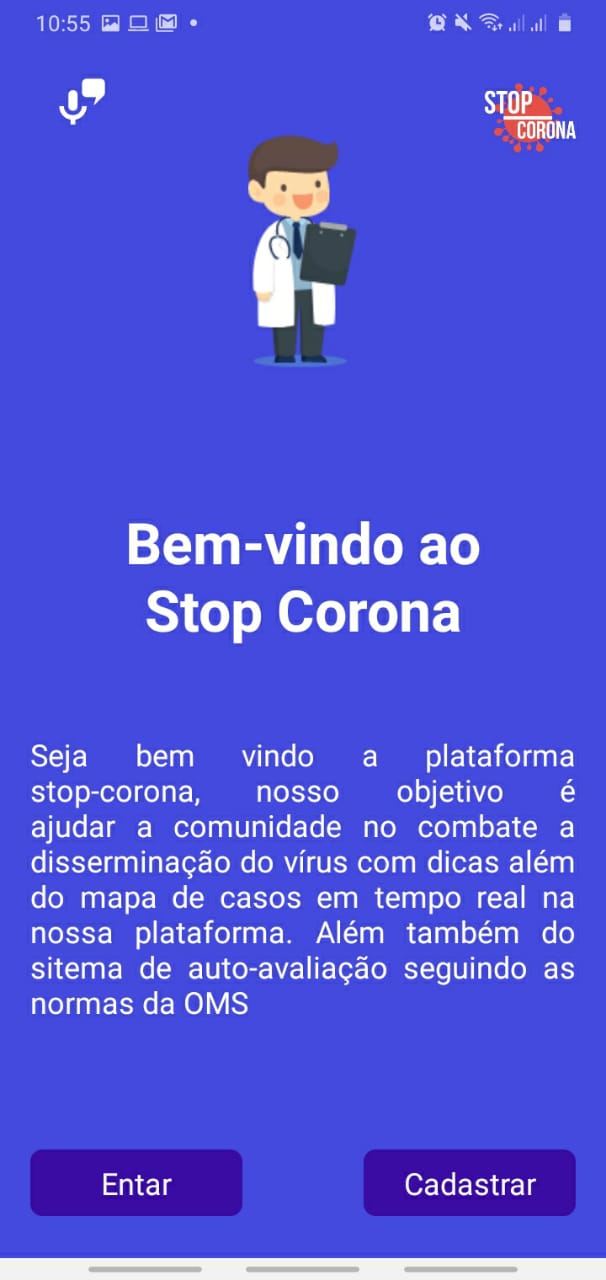 10:55
STOP
CORONA
Bem-vindo ao
Stop Corona
Seja bem vindo a plataforma
stop-corona, nosso objetivo é
ajudar a comunidade no combate a
disserminação do vírus com dicas além
do mapa de casos em tempo real na
nossa plataforma. Além também do
sitema de auto-avaliação seguindo as
normas da OMS
Entar
Cadastrar